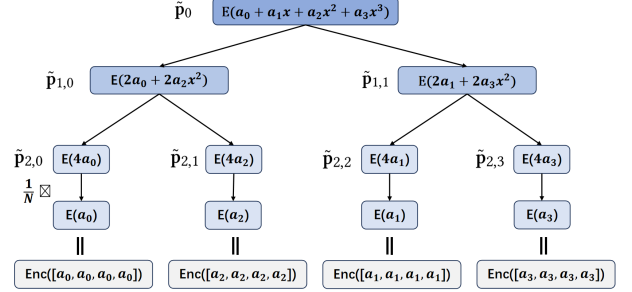 p̃₀ E(a₀ + a₁x + a₂x² + a₃x³)
p̃₁,₀ E(2a₀ + 2a₂x²) p̃₁,₁ E(2a₁ + 2a₃x²)
p̃₂,₀ E(4a₀) p̃₂,₁ E(4a₂) p̃₂,₂ E(4a₁) p̃₂,₃ E(4a₃)
1/N ⊠
E(a₀) E(a₂) E(a₁) E(a₃)
= = = =
Enc([a₀, a₀, a₀, a₀]) Enc([a₂, a₂, a₂, a₂]) Enc([a₁, a₁, a₁, a₁]) Enc([a₃, a₃, a₃, a₃])